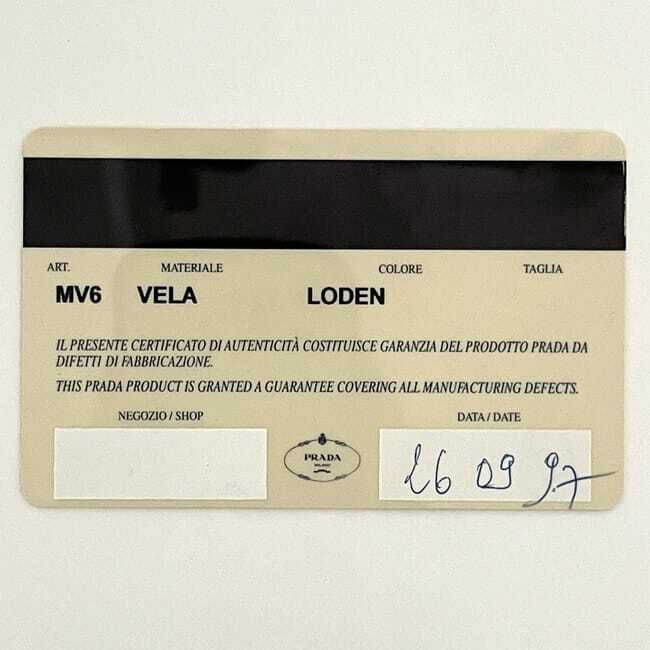 ART. MATERIALE COLORE TAGLIA
MV6 VELA LODEN
IL PRESENTE CERTIFICATO DI AUTENTICITÀ COSTITUISCE GARANZIA DEL PRODOTTO PRADA DA
DIFETTI DI FABBRICAZIONE.
THIS PRADA PRODUCT IS GRANTED A GUARANTEE COVERING ALL MANUFACTURING DEFECTS.
NEGOZIO / SHOP DATA / DATE
PRADA
MILANO
26 09 97